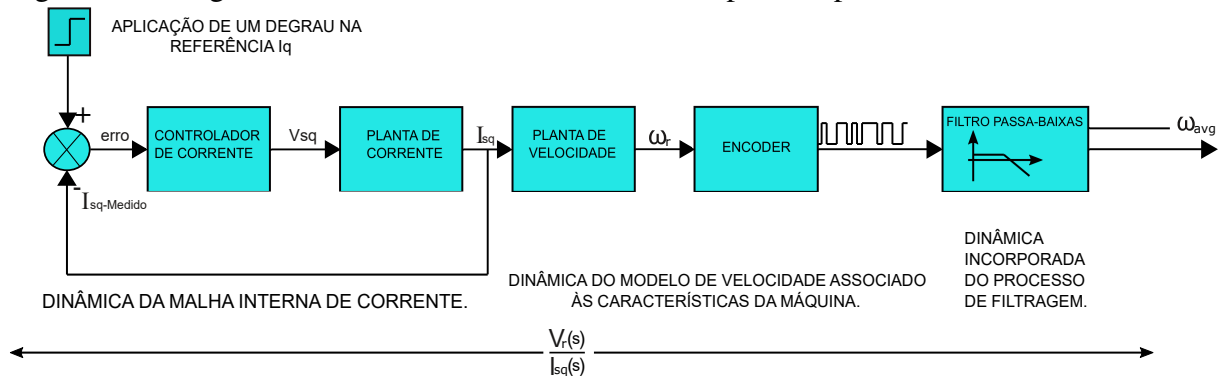 APLICAÇÃO DE UM DEGRAU NA
REFERÊNCIA Iq
+
erro
CONTROLADOR
DE CORRENTE
Vsq
PLANTA DE
CORRENTE
Isq
PLANTA DE
VELOCIDADE
ωr
ENCODER
FILTRO PASSA-BAIXAS
ωavg
-
Isq-Medido
DINÂMICA DA MALHA INTERNA DE CORRENTE.
DINÂMICA DO MODELO DE VELOCIDADE ASSOCIADO
ÀS CARACTERÍSTICAS DA MÁQUINA.
DINÂMICA
INCORPORADA
DO PROCESSO
DE FILTRAGEM.
Vr(s)
Isq(s)